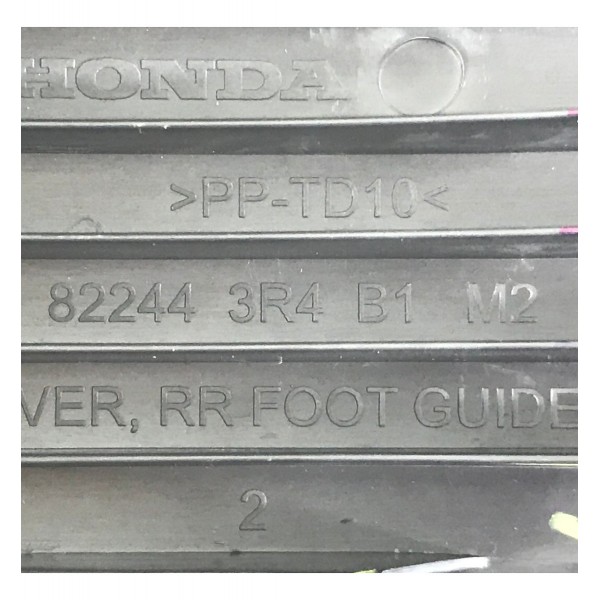 HONDA
>PP-TD10<
82244 3R4 B1 M2
VER, RR FOOT GUIDE
2